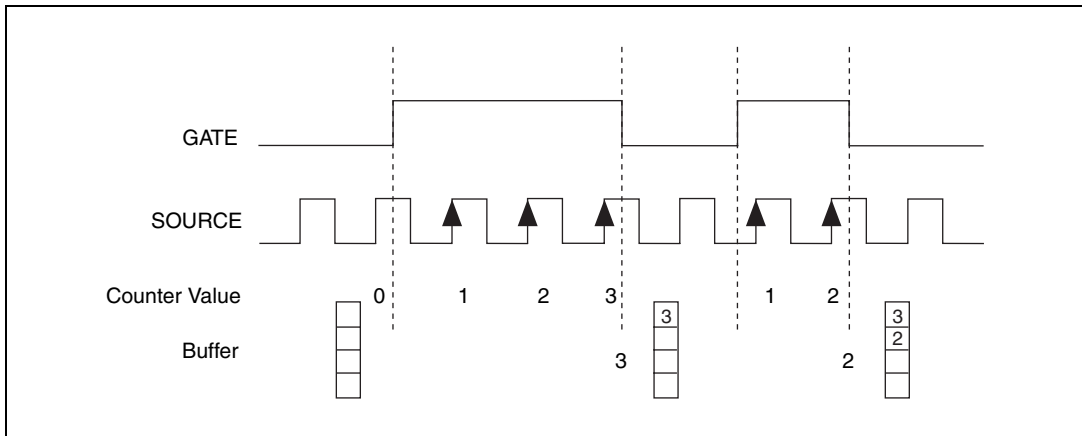 GATE
SOURCE
Counter Value 0 1 2 3 1 2
3 3
2
Buffer 3 2